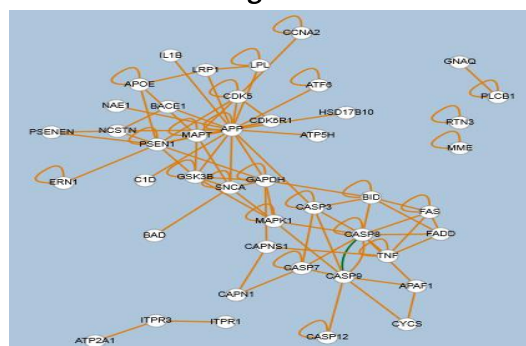 CCNA2
IL1B
LRP1
LPL
GNAQ
APOE
CDK5
ATF6
PLCB1
NAE1
BACE1
HSD17B10
CDK5R1
RTN3
PSENEN
NCSTN
MAPT
APP
ATP5H
PSEN1
MME
ERN1
C1D
GSK3B
GAPDH
SNCA
CASP3
BID
MAPK1
FAS
BAD
CASP8
FADD
CAPNS1
TNF
CASP7
CASP9
CAPN1
APAF1
ITPR3
ITPR1
CYCS
ATP2A1
CASP12